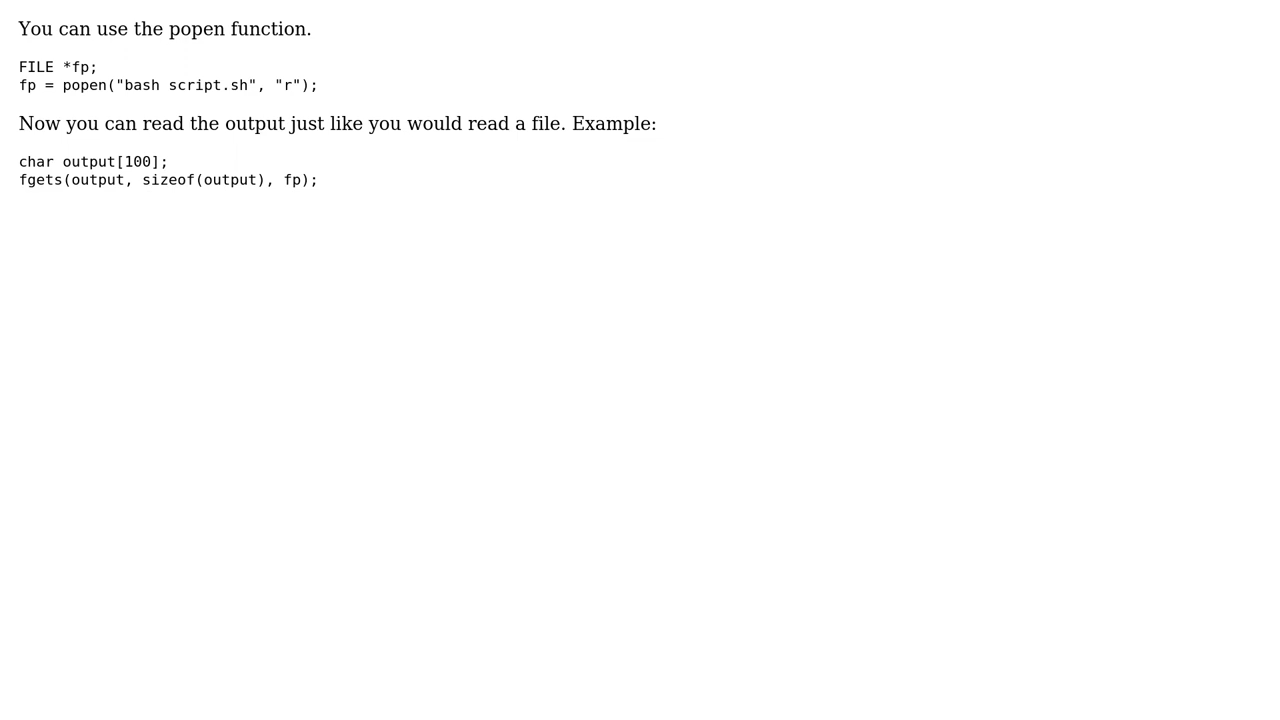 You can use the popen function.
FILE *fp;
fp = popen("bash script.sh", "r");
Now you can read the output just like you would read a file. Example:
char output[100];
fgets(output, sizeof(output), fp);